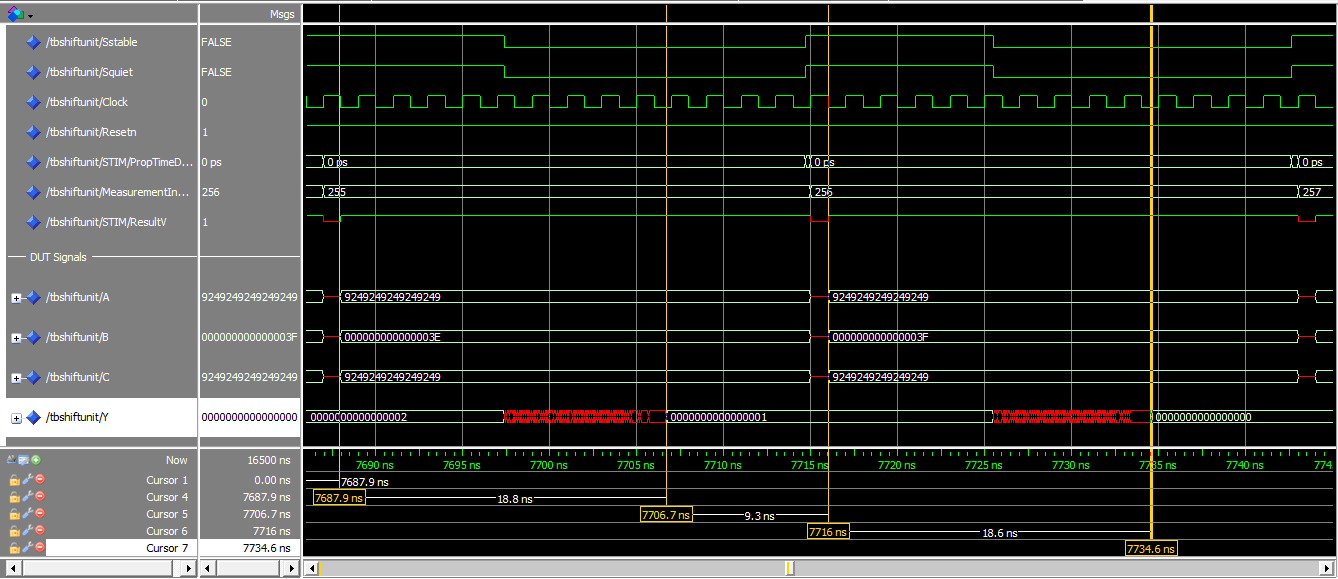 Msgs
/tbshiftunit/Sstable FALSE
/tbshiftunit/Squiet FALSE
/tbshiftunit/Clock 0
/tbshiftunit/Resetn 1
/tbshiftunit/STIM/PropTimeD... 0 ps 0 ps 0 ps 0 ps
/tbshiftunit/MeasurementIn... 256 255 256 257
/tbshiftunit/STIM/ResultV 1
DUT Signals
/tbshiftunit/A 9249249249249249 9249249249249249 9249249249249249
/tbshiftunit/B 000000000000003F 000000000000003E 000000000000003F
/tbshiftunit/C 9249249249249249 9249249249249249 9249249249249249
/tbshiftunit/Y 0000000000000000 0000000000000002 0000000000000001 0000000000000000
Now 16500 ns 7690 ns 7695 ns 7700 ns 7705 ns 7710 ns 7715 ns 7720 ns 7725 ns 7730 ns 7735 ns 7740 ns 774
Cursor 1 0.00 ns 7687.9 ns
Cursor 4 7687.9 ns 7687.9 ns 18.8 ns
Cursor 5 7706.7 ns 7706.7 ns 9.3 ns
Cursor 6 7716 ns 7716 ns 18.6 ns
Cursor 7 7734.6 ns 7734.6 ns